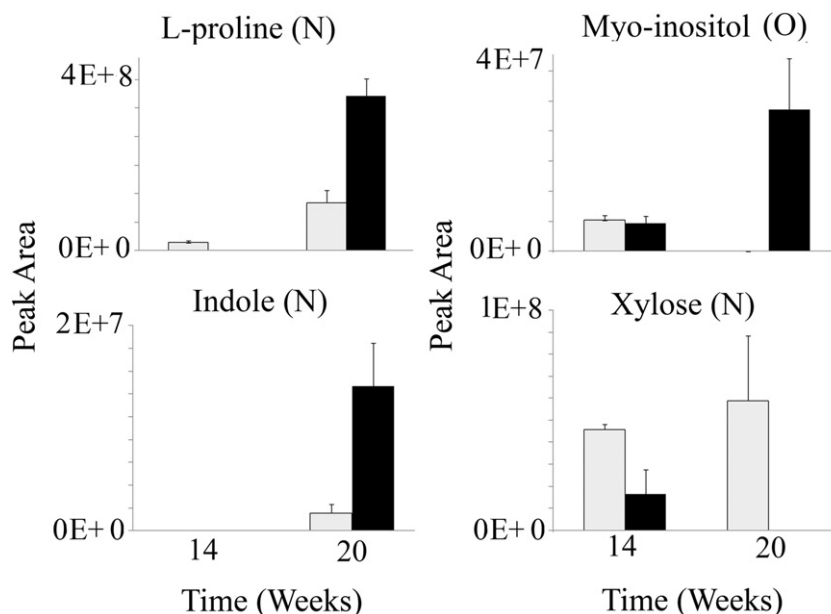 L-proline (N)
4E+8
0E+0
Peak Area
Indole (N)
2E+7
0E+0
14 20
Time (Weeks)
Myo-inositol (O)
4E+7
0E+0
Peak Area
Xylose (N)
1E+8
0E+0
14 20
Time (Weeks)